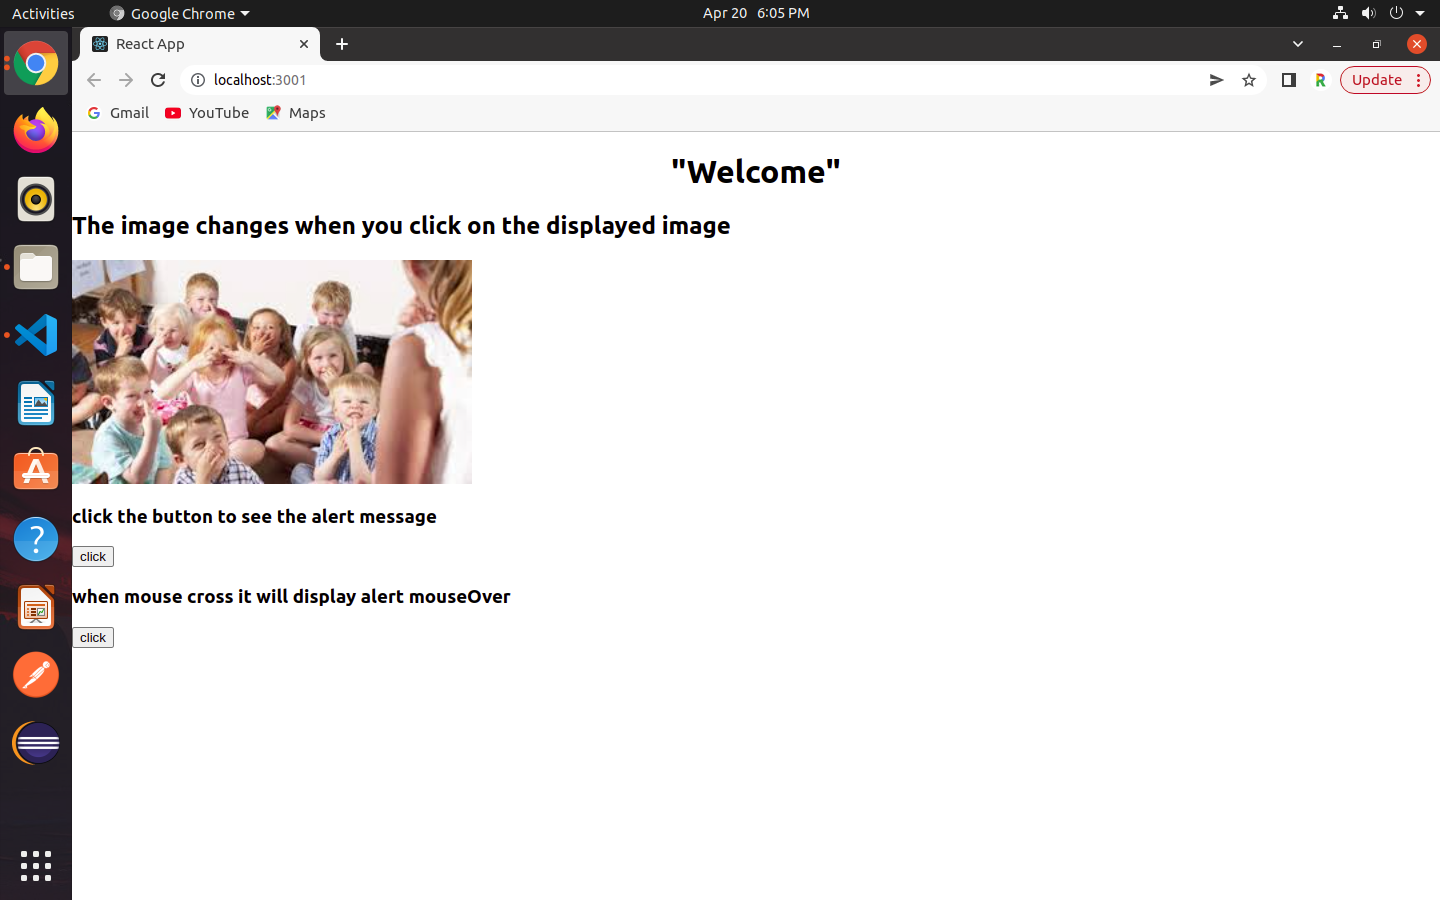 Activities Google Chrome Apr 20 6:05 PM
React App
localhost:3001 Update
Gmail YouTube Maps
"Welcome"
The image changes when you click on the displayed image
click the button to see the alert message
click
when mouse cross it will display alert mouseOver
click